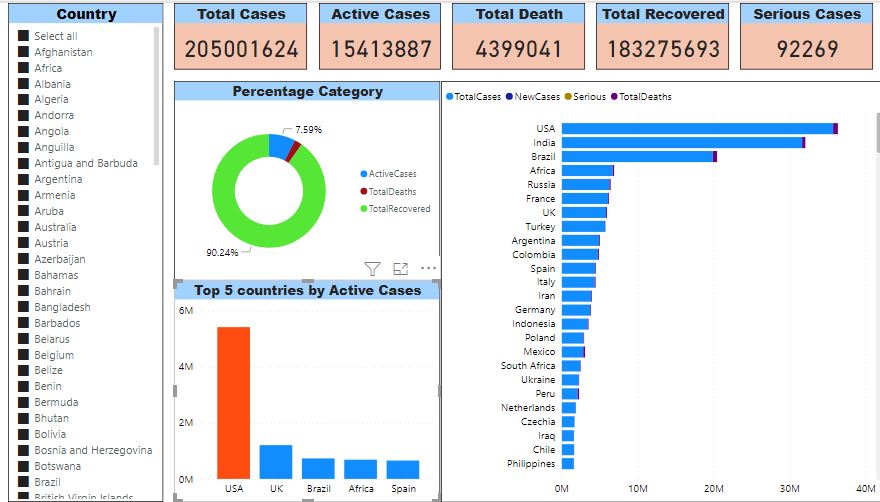 Country
Select all
Afghanistan
Africa
Albania
Algeria
Andorra
Angola
Anguilla
Antigua and Barbuda
Argentina
Armenia
Aruba
Australia
Austria
Azerbaijan
Bahamas
Bahrain
Bangladesh
Barbados
Belarus
Belgium
Belize
Benin
Bermuda
Bhutan
Bolivia
Bosnia and Herzegovina
Botswana
Brazil
British Virgin Islands
Total Cases
205001624
Active Cases
15413887
Total Death
4399041
Total Recovered
183275693
Serious Cases
92269
Percentage Category
7.59%
90.24%
ActiveCases
TotalDeaths
TotalRecovered
Top 5 countries by Active Cases
6M
4M
2M
0M
USA UK Brazil Africa Spain
TotalCases NewCases Serious TotalDeaths
USA
India
Brazil
Africa
Russia
France
UK
Turkey
Argentina
Colombia
Spain
Italy
Iran
Germany
Indonesia
Poland
Mexico
South Africa
Ukraine
Peru
Netherlands
Czechia
Iraq
Chile
Philippines
0M 10M 20M 30M 40M